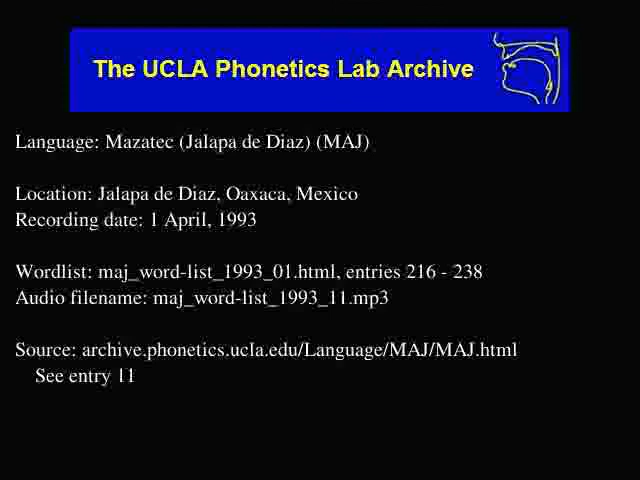 The UCLA Phonetics Lab Archive
Language: Mazatec (Jalapa de Diaz) (MAJ)
Location: Jalapa de Diaz, Oaxaca, Mexico
Recording date: 1 April, 1993
Wordlist: maj_word-list_1993_01.html, entries 216 - 238
Audio filename: maj_word-list_1993_11.mp3
Source: archive.phonetics.ucla.edu/Language/MAJ/MAJ.html
See entry 11